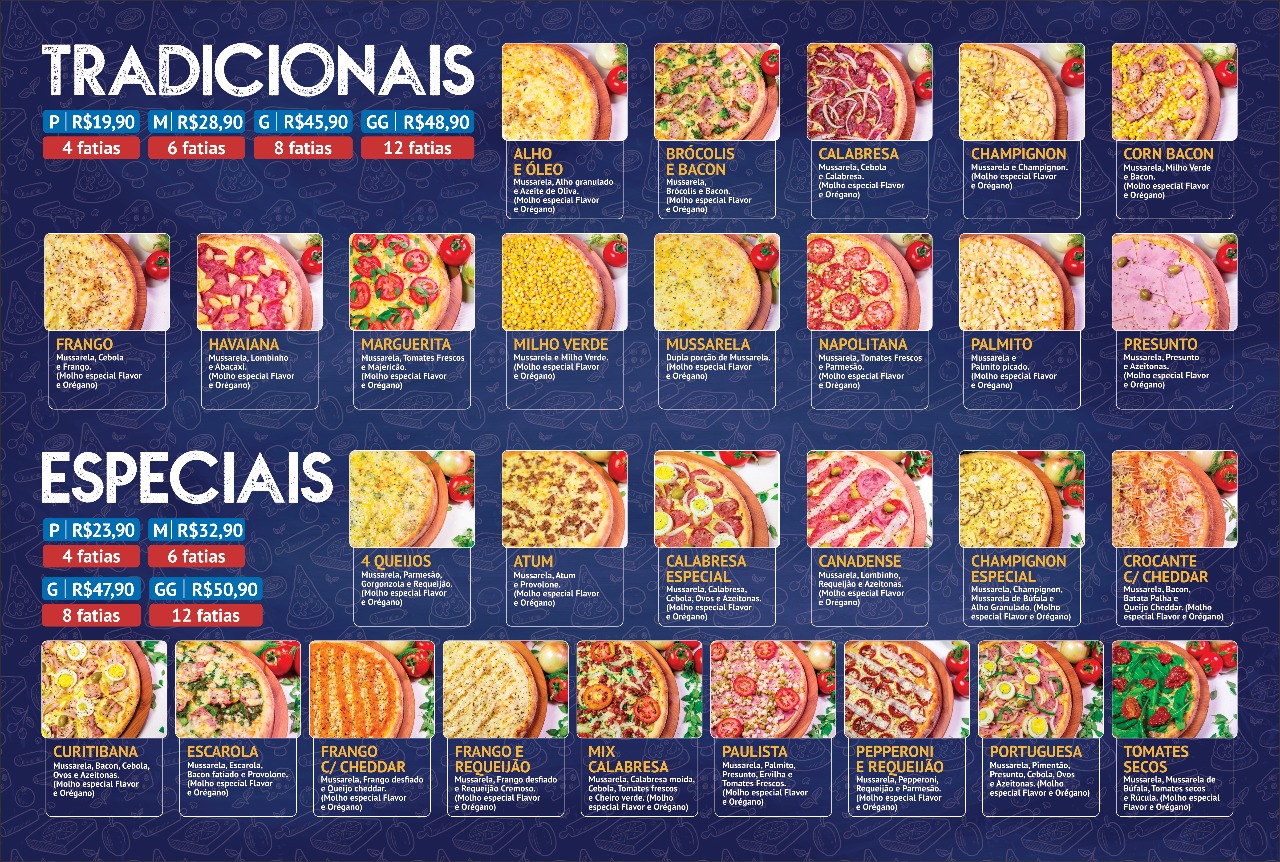 TRADICIONAIS
P R$19,90
4 fatias
M R$28,90
6 fatias
G R$45,90
8 fatias
GG R$48,90
12 fatias
ALHO
E ÓLEO
Mussarela, Alho granulado
e Azeite de Oliva.
(Molho especial Flavor
e Orégano)
BRÓCOLIS
E BACON
Mussarela,
Brócolis e Bacon.
(Molho especial Flavor
e Orégano)
CALABRESA
Mussarela, Cebola
e Calabresa.
(Molho especial Flavor
e Orégano)
CHAMPIGNON
Mussarela e Champignon.
(Molho especial Flavor
e Orégano)
CORN BACON
Mussarela, Milho Verde
e Bacon.
(Molho especial Flavor
e Orégano)
FRANGO
Mussarela, Cebola
e Frango.
(Molho especial Flavor
e Orégano)
HAVAIANA
Mussarela, Lombinho
e Abacaxi.
(Molho especial Flavor
e Orégano)
MARGUERITA
Mussarela, Tomates Frescos
e Majericão.
(Molho especial Flavor
e Orégano)
MILHO VERDE
Mussarela e Milho Verde.
(Molho especial Flavor
e Orégano)
MUSSARELA
Dupla porção de Mussarela.
(Molho especial Flavor
e Orégano)
NAPOLITANA
Mussarela, Tomates Frescos
e Parmesão.
(Molho especial Flavor
e Orégano)
PALMITO
Mussarela e
Palmito picado.
(Molho especial Flavor
e Orégano)
PRESUNTO
Mussarela, Presunto
e Azeitonas.
(Molho especial Flavor
e Orégano)
ESPECIAIS
P R$23,90
4 fatias
M R$32,90
6 fatias
G R$47,90
8 fatias
GG R$50,90
12 fatias
4 QUEIJOS
Mussarela, Parmesão,
Gorgonzola e Requeijão.
(Molho especial Flavor
e Orégano)
ATUM
Mussarela, Atum
e Provolone.
(Molho especial Flavor
e Orégano)
CALABRESA
ESPECIAL
Mussarela, Calabresa,
Cebola, Ovos e Azeitonas.
(Molho especial Flavor
e Orégano)
CANADENSE
Mussarela, Lombinho,
Requeijão e Azeitonas.
(Molho especial Flavor
e Orégano)
CHAMPIGNON
ESPECIAL
Mussarela, Champignon,
Mussarela de Búfala e
Alho Granulado. (Molho
especial Flavor e Orégano)
CROCANTE
C/ CHEDDAR
Mussarela, Bacon,
Batata Palha e
Queijo Cheddar. (Molho
especial Flavor e Orégano)
CURITIBANA
Mussarela, Bacon, Cebola,
Ovos e Azeitonas.
(Molho especial Flavor
e Orégano)
ESCAROLA
Mussarela, Escarola,
Bacon fatiado e Provolone.
(Molho especial Flavor
e Orégano)
FRANGO
C/ CHEDDAR
Mussarela, Frango desfiado
e Queijo cheddar.
(Molho especial Flavor
e Orégano)
FRANGO E
REQUEIJÃO
Mussarela, Frango desfiado
e Requeijão Cremoso.
(Molho especial Flavor
e Orégano)
MIX
CALABRESA
Mussarela, Calabresa moida,
Cebola, Tomates frescos
e Cheiro verde. (Molho
especial Flavor e Orégano)
PAULISTA
Mussarela, Palmito,
Presunto, Ervilha e
Tomates Frescos.
(Molho especial Flavor
e Orégano)
PEPPERONI
E REQUEIJÃO
Mussarela, Pepperoni,
Requeijão e Parmesão.
(Molho especial Flavor
e Orégano)
PORTUGUESA
Mussarela, Pimentão,
Presunto, Cebola, Ovos
e Azeitonas. (Molho
especial Flavor e Orégano)
TOMATES
SECOS
Mussarela, Mussarela de
Búfala, Tomates secos
e Rúcula. (Molho especial
Flavor e Orégano)